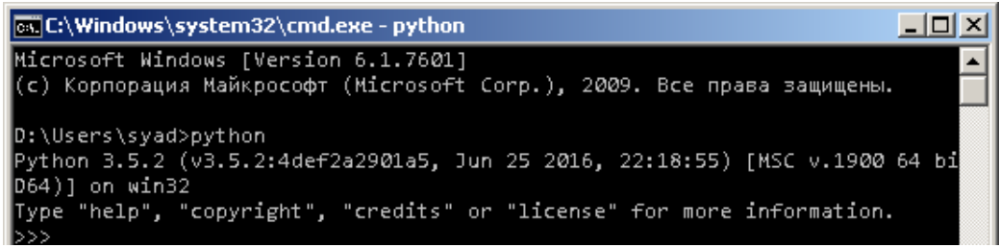 C:\Windows\system32\cmd.exe - python
Microsoft Windows [Version 6.1.7601]
(c) Корпорация Майкрософт (Microsoft Corp.), 2009. Все права защищены.
D:\Users\syad>python
Python 3.5.2 (v3.5.2:4def2a2901a5, Jun 25 2016, 22:18:55) [MSC v.1900 64 bi
D64)] on win32
Type "help", "copyright", "credits" or "license" for more information.
>>>